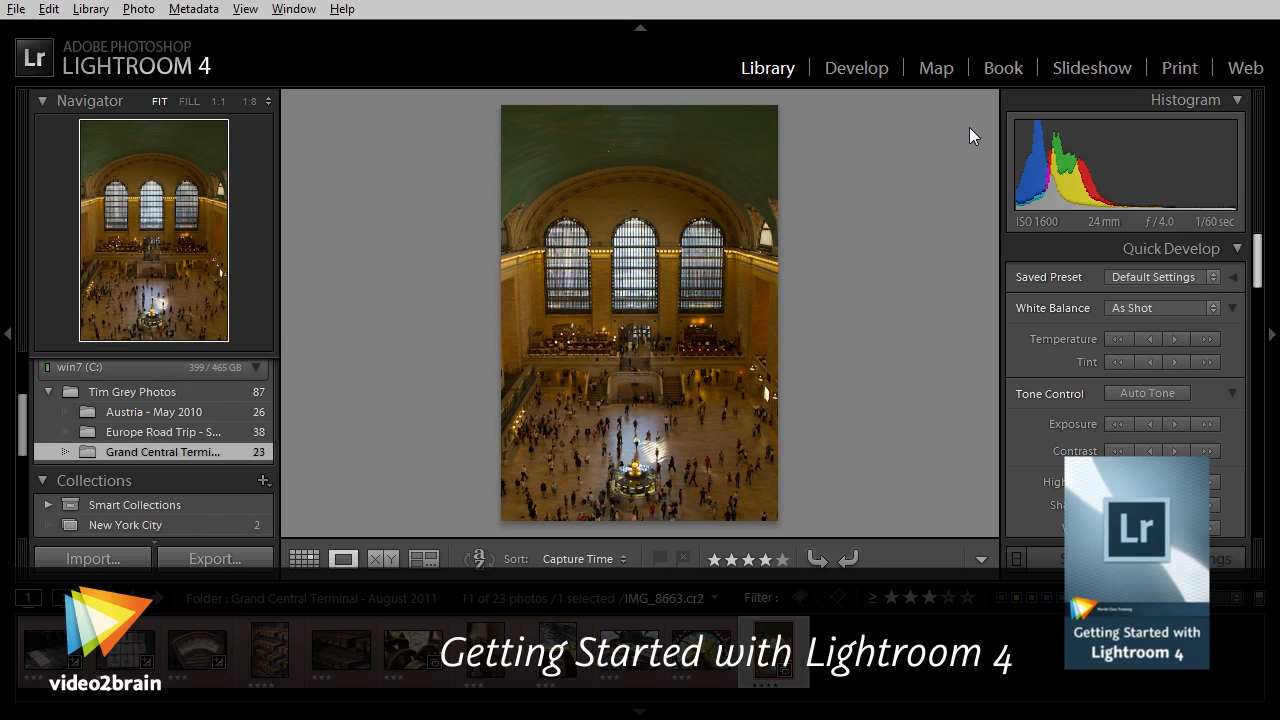 File Edit Library Photo Metadata View Window Help
Lr ADOBE PHOTOSHOP
LIGHTROOM 4
Library | Develop | Map | Book | Slideshow | Print | Web
Navigator FIT FILL 1:1 1:8
Histogram
ISO 1600 24 mm ƒ / 4.0 1/60 sec
Quick Develop
Saved Preset Default Settings
White Balance As Shot
Temperature
Tint
Tone Control Auto Tone
Exposure
Contrast
win7 (C:) 399 / 465 GB
Tim Grey Photos 87
Austria - May 2010 26
Europe Road Trip - S... 38
Grand Central Termi... 23
Collections
Smart Collections
New York City 2
Import... Export...
XY Sort: Capture Time
1
Folder : Grand Central Terminal - August 2011 11 of 23 photos / 1 selected / IMG_8663.cr2 Filter : ≥
video2brain
Getting Started with Lightroom 4
Lr
Getting Started with
Lightroom 4